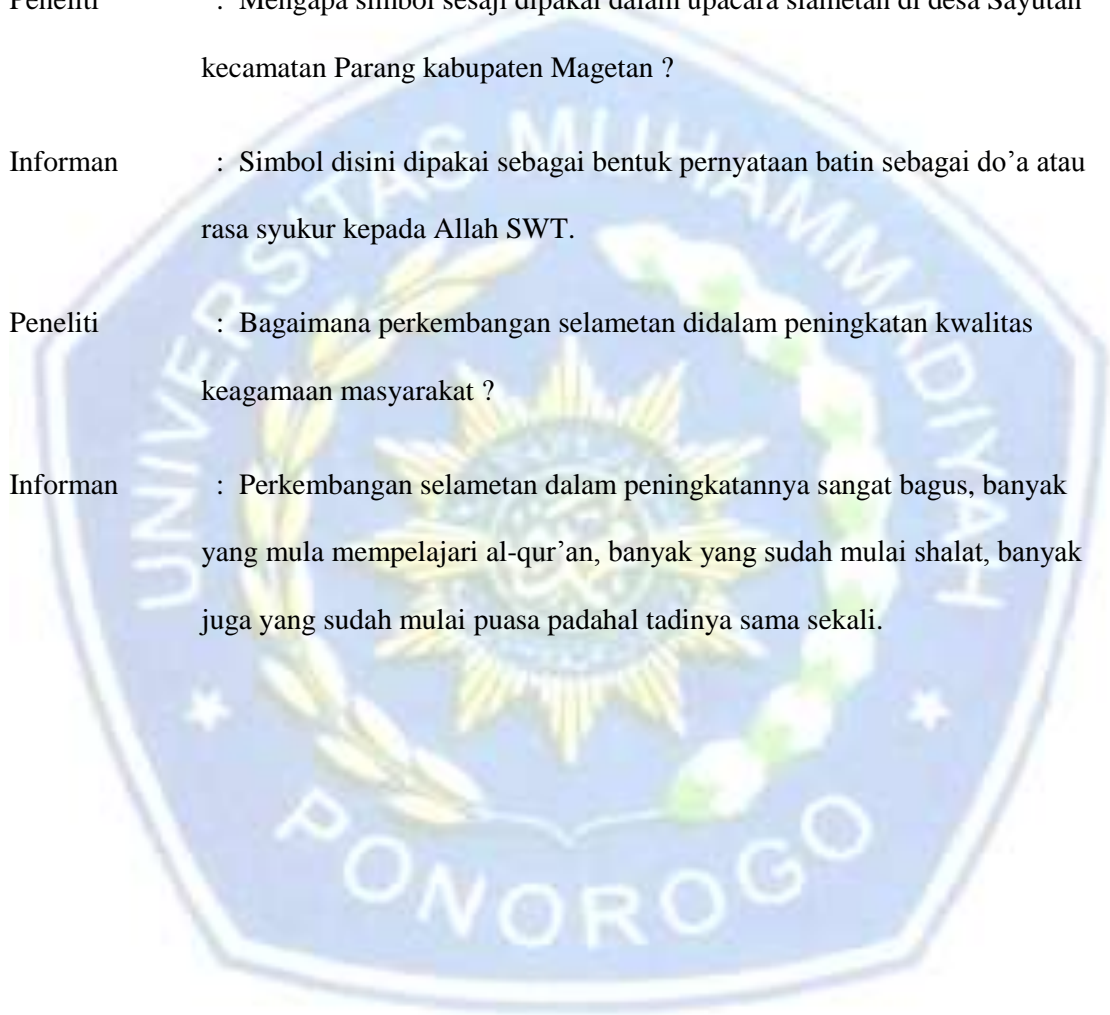 Peneliti : Mengapa simbol sesaji dipakai dalam upacara slametan di desa Sayutan
kecamatan Parang kabupaten Magetan ?
Informan : Simbol disini dipakai sebagai bentuk pernyataan batin sebagai do’a atau
rasa syukur kepada Allah SWT.
Peneliti : Bagaimana perkembangan selametan didalam peningkatan kwalitas
keagamaan masyarakat ?
Informan : Perkembangan selametan dalam peningkatannya sangat bagus, banyak
yang mula mempelajari al-qur’an, banyak yang sudah mulai shalat, banyak
juga yang sudah mulai puasa padahal tadinya sama sekali.
UNIVERSITAS MUHAMMADIYAH
PONOROGO